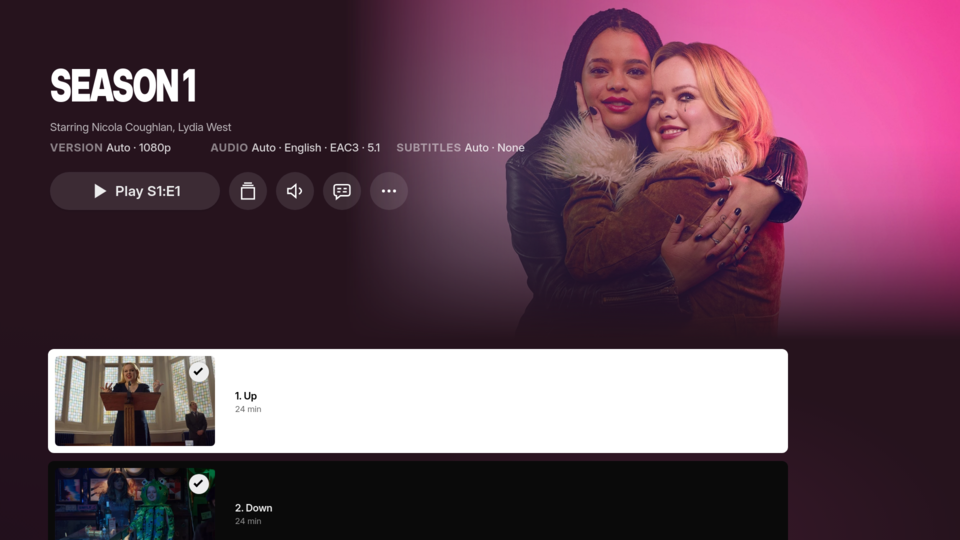 SEASON 1
Starring Nicola Coughlan, Lydia West
VERSION Auto · 1080p AUDIO Auto · English · EAC3 · 5.1 SUBTITLES Auto · None
Play S1:E1
1. Up
24 min
2. Down
24 min